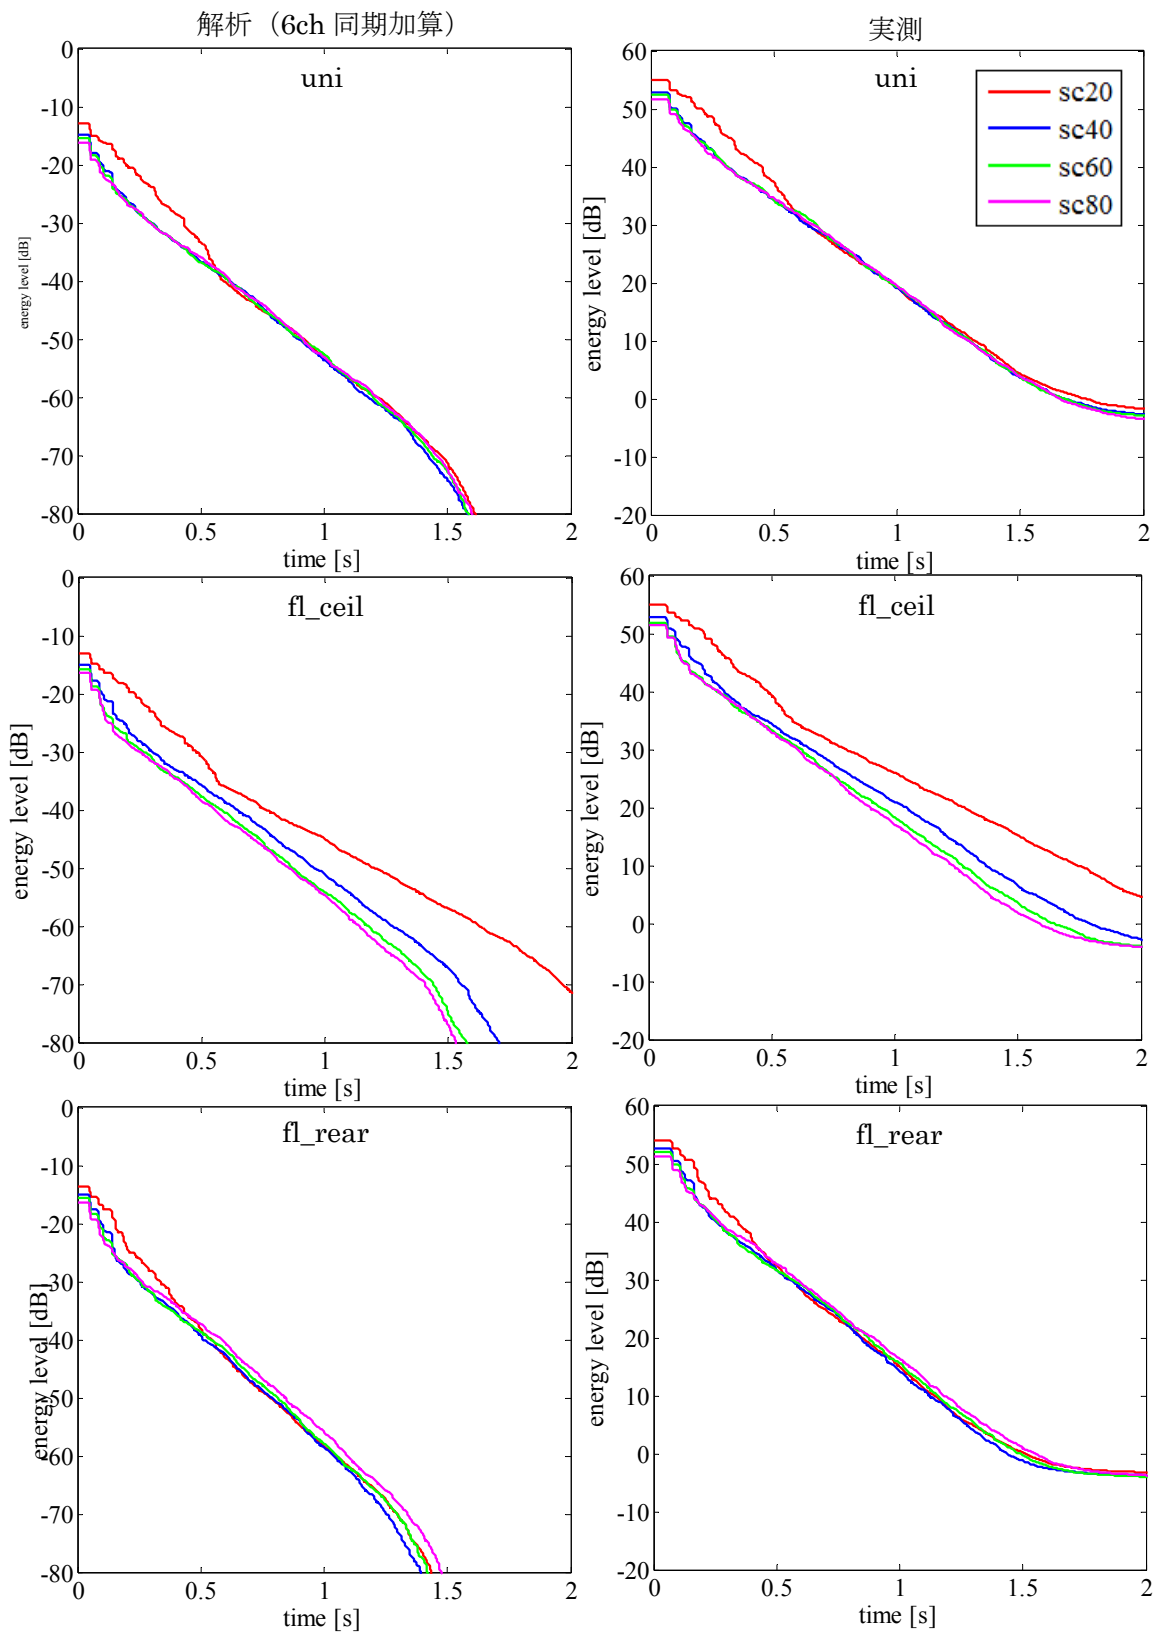 解析（6ch 同期加算）
実測
uni
0
-10
-20
-30
-40
-50
-60
-70
-80
energy level [dB]
0 0.5 1 1.5 2
time [s]
uni
sc20
sc40
sc60
sc80
60
50
40
30
20
10
0
-10
-20
energy level [dB]
0 0.5 1 1.5 2
time [s]
fl_ceil
0
-10
-20
-30
-40
-50
-60
-70
-80
energy level [dB]
0 0.5 1 1.5 2
time [s]
fl_ceil
60
50
40
30
20
10
0
-10
-20
energy level [dB]
0 0.5 1 1.5 2
time [s]
fl_rear
0
-10
-20
-30
-40
-50
-60
-70
-80
energy level [dB]
0 0.5 1 1.5 2
time [s]
fl_rear
60
50
40
30
20
10
0
-10
-20
energy level [dB]
0 0.5 1 1.5 2
time [s]